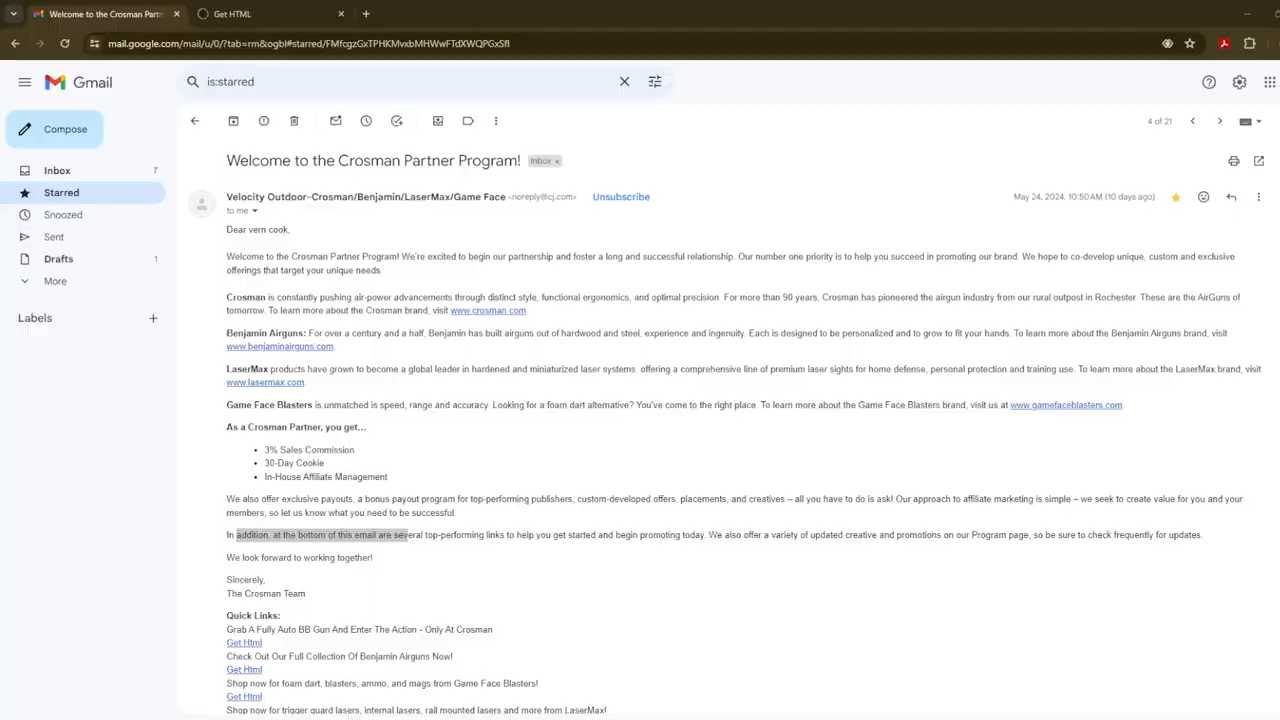 Welcome to the Crosman Partn
Get HTML
mail.google.com/mail/u/0/?tab=rm&ogbl#starred/FMfcgzGxTPHKMvxbMHWwFTdXWQPGxSfl
Gmail
is:starred
Compose
4 of 21
Inbox 7
Starred
Snoozed
Sent
Drafts 1
More
Labels
Welcome to the Crosman Partner Program! Inbox x
Velocity Outdoor-Crosman/Benjamin/LaserMax/Game Face <noreply@cj.com> Unsubscribe
May 24, 2024, 10:50 AM (10 days ago)
to me
Dear vern cook,
Welcome to the Crosman Partner Program! We're excited to begin our partnership and foster a long and successful relationship. Our number one priority is to help you succeed in promoting our brand. We hope to co-develop unique, custom and exclusive
offerings that target your unique needs.
Crosman is constantly pushing air-power advancements through distinct style, functional ergonomics, and optimal precision. For more than 90 years, Crosman has pioneered the airgun industry from our rural outpost in Rochester. These are the AirGuns of
tomorrow. To learn more about the Crosman brand, visit www.crosman.com.
Benjamin Airguns: For over a century and a half, Benjamin has built airguns out of hardwood and steel, experience and ingenuity. Each is designed to be personalized and to grow to fit your hands. To learn more about the Benjamin Airguns brand, visit
www.benjaminairguns.com.
LaserMax products have grown to become a global leader in hardened and miniaturized laser systems, offering a comprehensive line of premium laser sights for home defense, personal protection and training use. To learn more about the LaserMax brand, visit
www.lasermax.com.
Game Face Blasters is unmatched is speed, range and accuracy. Looking for a foam dart alternative? You've come to the right place. To learn more about the Game Face Blasters brand, visit us at www.gamefaceblasters.com.
As a Crosman Partner, you get…
• 3% Sales Commission
• 30-Day Cookie
• In-House Affiliate Management
We also offer exclusive payouts, a bonus payout program for top-performing publishers, custom-developed offers, placements, and creatives – all you have to do is ask! Our approach to affiliate marketing is simple – we seek to create value for you and your
members, so let us know what you need to be successful.
In addition, at the bottom of this email are several top-performing links to help you get started and begin promoting today. We also offer a variety of updated creative and promotions on our Program page, so be sure to check frequently for updates.
We look forward to working together!
Sincerely,
The Crosman Team
Quick Links:
Grab A Fully Auto BB Gun And Enter The Action - Only At Crosman
Get Html
Check Out Our Full Collection Of Benjamin Airguns Now!
Get Html
Shop now for foam dart, blasters, ammo, and mags from Game Face Blasters!
Get Html
Shop now for trigger guard lasers, internal lasers, rail mounted lasers and more from LaserMax!